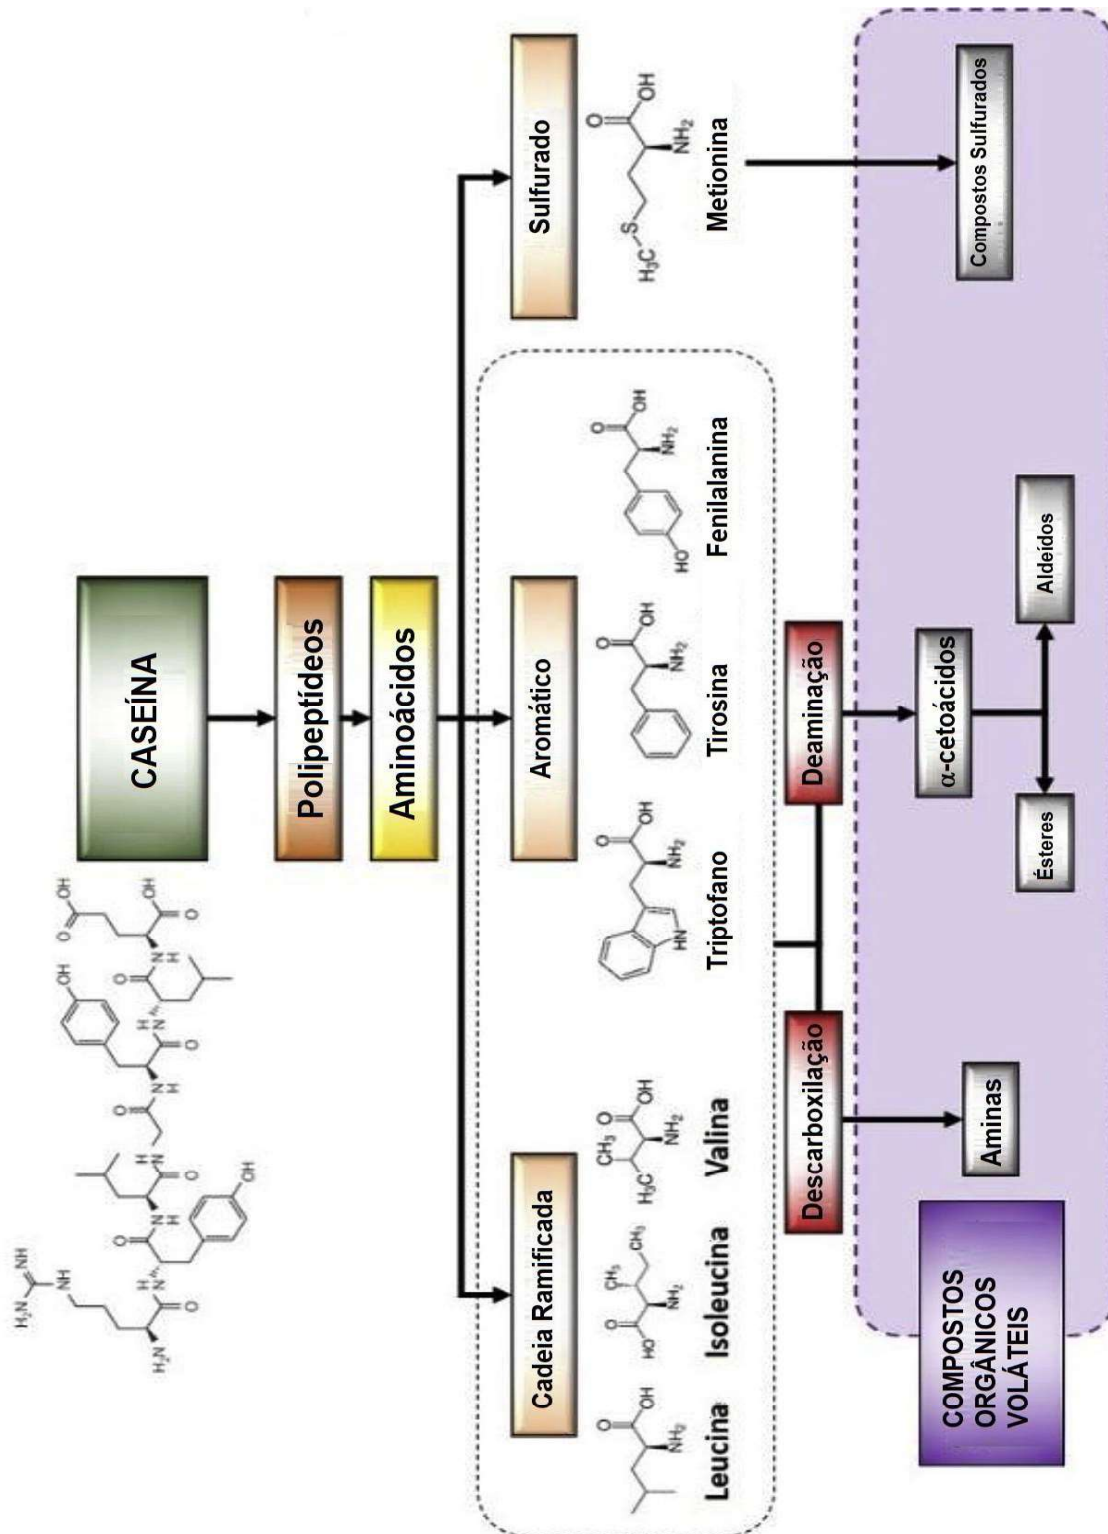 CASEÍNA
Polipeptídeos
Aminoácidos
Cadeia Ramificada
Aromático
Sulfurado
Leucina
Isoleucina
Valina
Triptofano
Tirosina
Fenilalanina
Metionina
Descarboxilação
Deaminação
COMPOSTOS
ORGÂNICOS
VOLÁTEIS
Aminas
α-cetoácidos
Ésteres
Aldeídos
Compostos Sulfurados